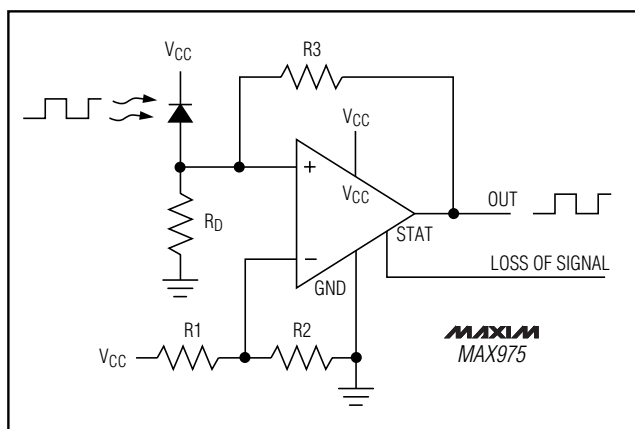 R3
VCC
VCC
+
VCC
RD
OUT
STAT
−
LOSS OF SIGNAL
GND
R1
R2
MAXIM
VCC
MAX975